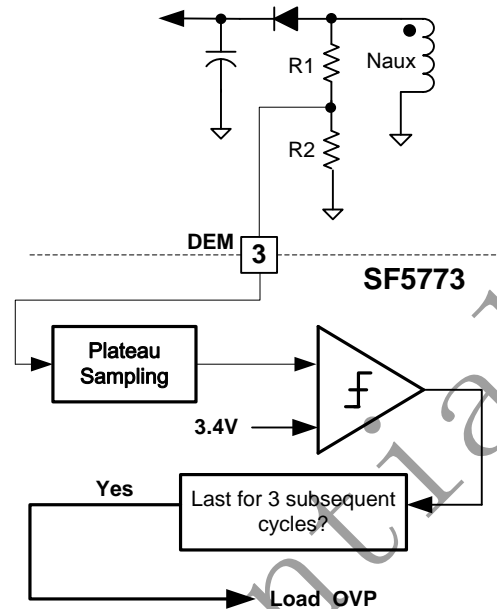 R1
Naux
R2
DEM
3
SF5773
Plateau
Sampling
3.4V
Yes
Last for 3 subsequent
cycles?
Load OVP